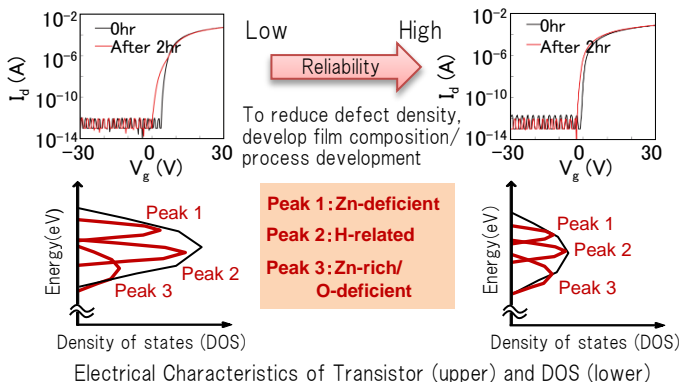 10⁻²
0hr
After 2hr
10⁻⁶
I_d (A)
10⁻¹⁰
10⁻¹⁴
−30
0
30
V_g (V)
Low
High
Reliability
To reduce defect density,
develop film composition/
process development
10⁻²
0hr
After 2hr
10⁻⁶
I_d (A)
10⁻¹⁰
10⁻¹⁴
−30
0
30
V_g (V)
Energy(eV)
Peak 1
Peak 2
Peak 3
Density of states (DOS)
Peak 1:Zn-deficient
Peak 2:H-related
Peak 3:Zn-rich/
O-deficient
Energy(eV)
Peak 1
Peak 2
Peak 3
Density of states (DOS)
Electrical Characteristics of Transistor (upper) and DOS (lower)